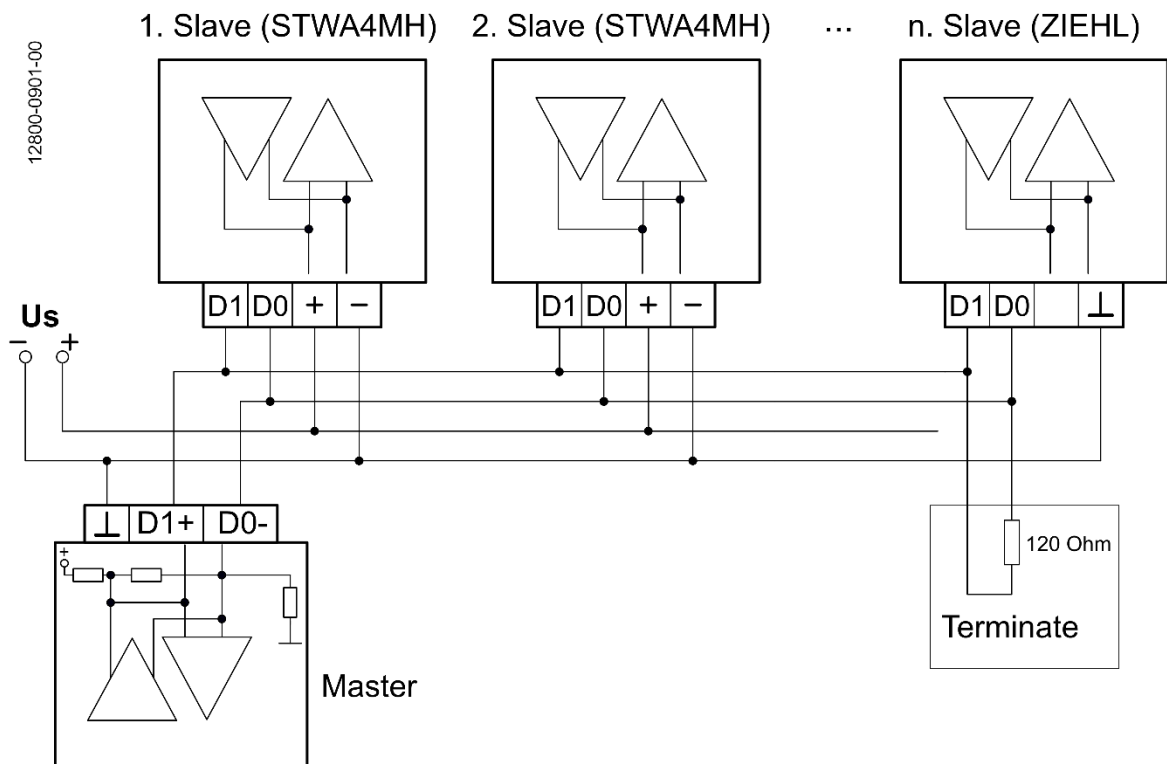 12800-0901-00
1. Slave (STWA4MH) 2. Slave (STWA4MH) ... n. Slave (ZIEHL)
D1 D0 + − D1 D0 + − D1 D0 ⊥
Us
− +
⊥ D1+ D0-
+
120 Ohm
Terminate
Master